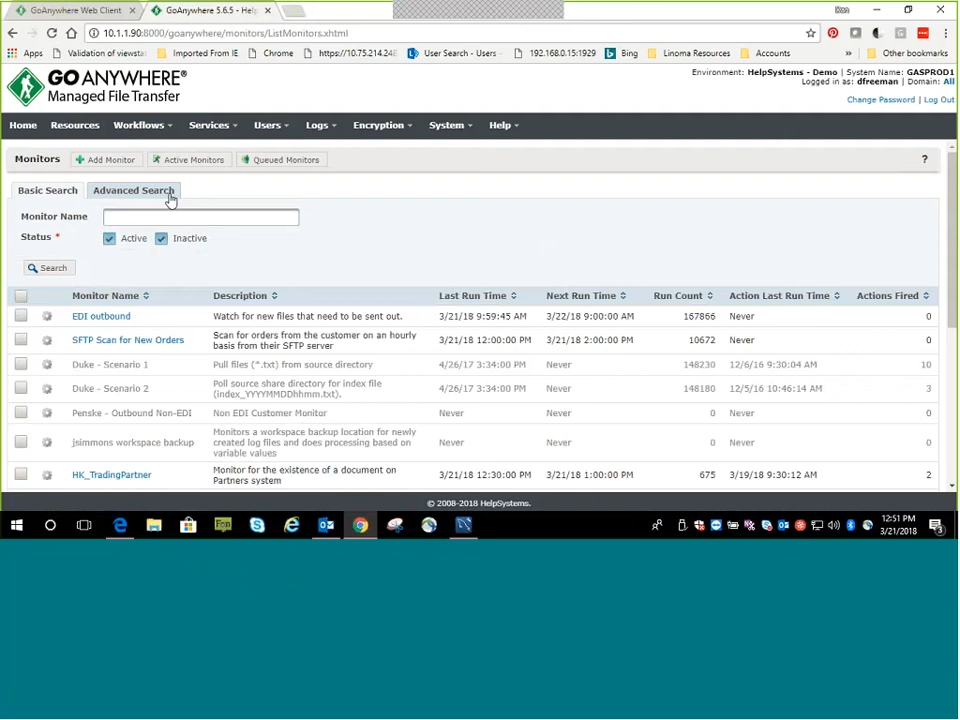 GoAnywhere Web Client
GoAnywhere 5.6.5 - Help
10.1.1.90:8000/goanywhere/monitors/ListMonitors.xhtml
Apps Validation of viewsta Imported From IE Chrome https://10.75.214.24 User Search - Users - 192.168.0.15:1929 Bing Linoma Resources Accounts » Other bookmarks
GOANYWHERE®
Managed File Transfer
Environment: HelpSystems - Demo | System Name: GASPROD1
Logged in as: dfreeman | Domain: All
Change Password | Log Out
Home Resources Workflows Services Users Logs Encryption System Help
Monitors Add Monitor Active Monitors Queued Monitors ?
Basic Search Advanced Search
Monitor Name
Status * Active Inactive
Search
Monitor Name Description Last Run Time Next Run Time Run Count Action Last Run Time Actions Fired
EDI outbound Watch for new files that need to be sent out. 3/21/18 9:59:45 AM 3/22/18 9:00:00 AM 167866 Never 0
SFTP Scan for New Orders Scan for orders from the customer on an hourly basis from their SFTP server 3/21/18 12:00:00 PM 3/21/18 2:00:00 PM 10672 Never 0
Duke - Scenario 1 Pull files (*.txt) from source directory 4/26/17 3:34:00 PM Never 148230 12/6/16 9:30:04 AM 10
Duke - Scenario 2 Poll source share directory for index file (index_YYYYMMDDhhmm.txt). 4/26/17 3:34:00 PM Never 148180 12/5/16 10:46:14 AM 3
Penske - Outbound Non-EDI Non EDI Customer Monitor Never Never 0 Never 0
jsimmons workspace backup Monitors a workspace backup location for newly created log files and does processing based on variable values Never Never 0 Never 0
HK_TradingPartner Monitor for the existence of a document on Partners system 3/21/18 12:30:00 PM 3/21/18 1:00:00 PM 675 3/19/18 9:30:12 AM 2
© 2008-2018 HelpSystems.
12:51 PM
3/21/2018
3